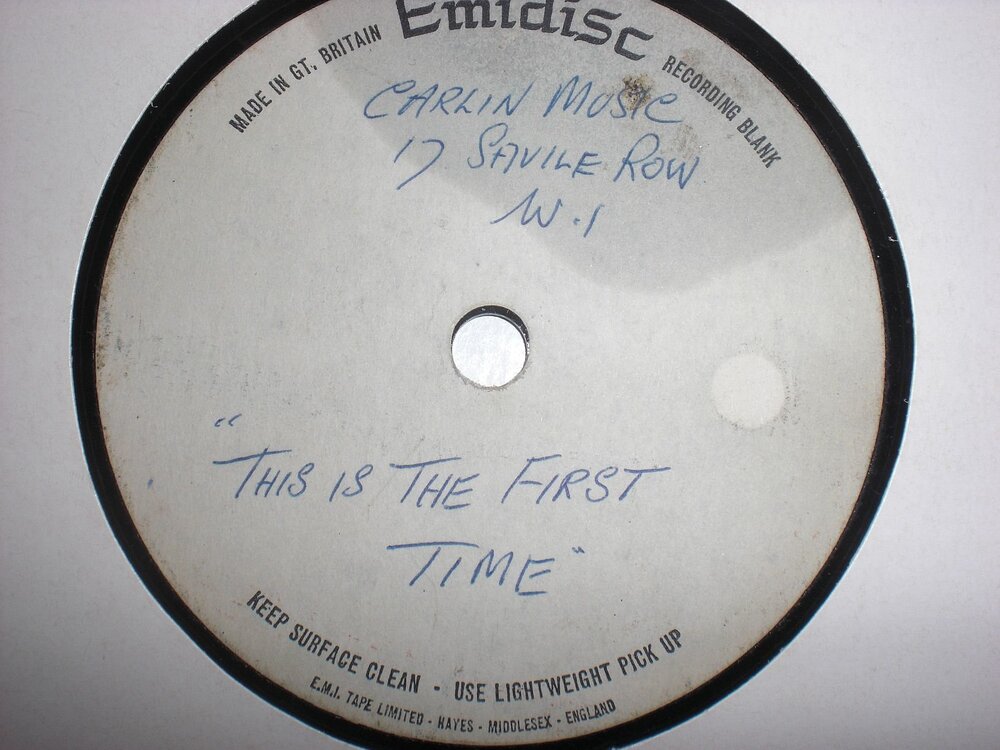 Emidisc
MADE IN GT. BRITAIN
RECORDING BLANK
CARLIN MUSIC
17 SAVILE ROW
W.1
"THIS IS THE FIRST
TIME"
KEEP SURFACE CLEAN - USE LIGHTWEIGHT PICK UP
E.M.I. TAPE LIMITED - HAYES - MIDDLESEX - ENGLAND